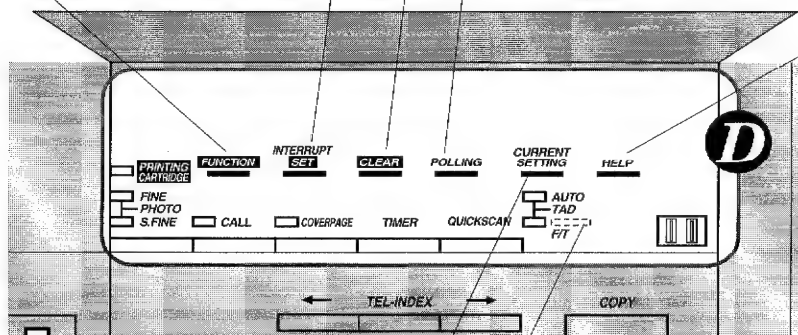 D
INTERRUPT
CURRENT
PRINTING FUNCTION SET CLEAR POLLING SETTING HELP
CARTRIDGE
FINE AUTO
PHOTO TAD
S.FINE CALL COVERPAGE TIMER QUICKSCAN
F/T
← TEL-INDEX → COPY